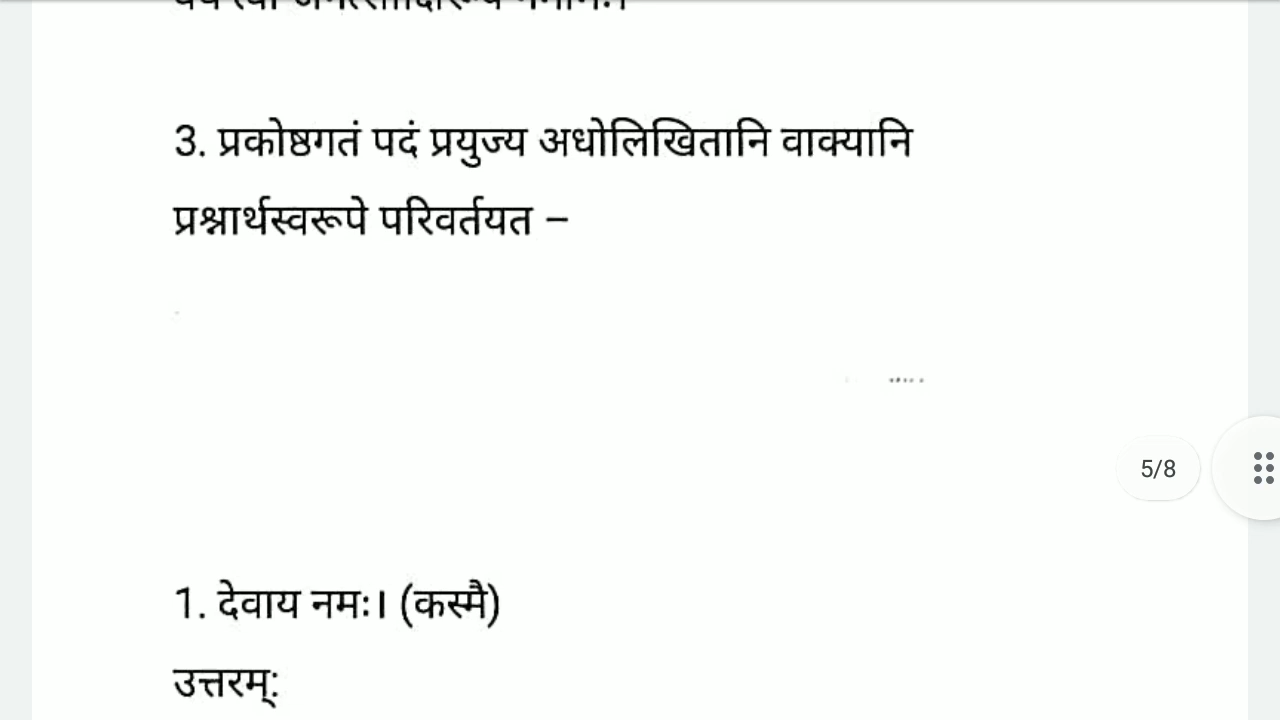 3. प्रकोष्ठगतं पदं प्रयुज्य अधोलिखितानि वाक्यानि
प्रश्नार्थस्वरूपे परिवर्तयत –
5/8
1. देवाय नमः। (कस्मै)
उत्तरम्: